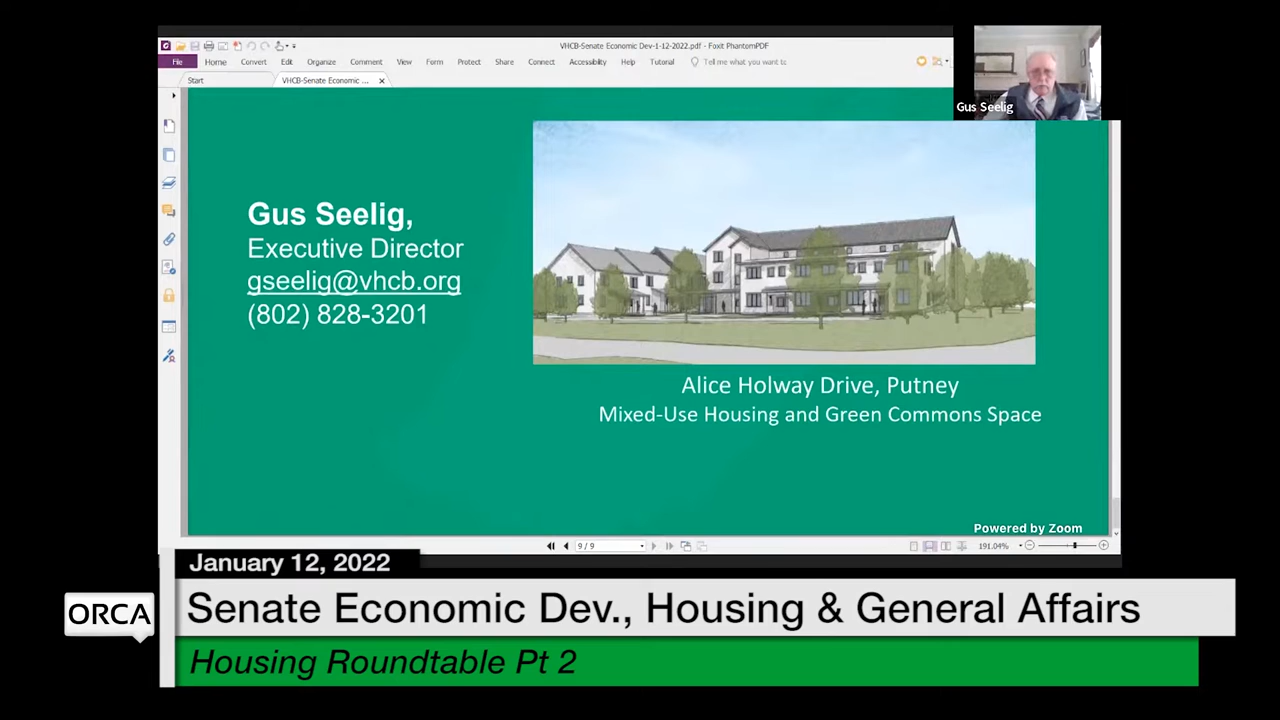 VHCB-Senate Economic Dev-1-12-2022.pdf - Foxit PhantomPDF
File Home Convert Edit Organize Comment View Form Protect Share Connect Accessibility Help Tutorial Tell me what you want to
Start VHCB-Senate Economic ...
Gus Seelig
Gus Seelig,
Executive Director
gseelig@vhcb.org
(802) 828-3201
Alice Holway Drive, Putney
Mixed-Use Housing and Green Commons Space
Powered by Zoom
9 / 9
191.04%
January 12, 2022
ORCA
Senate Economic Dev., Housing & General Affairs
Housing Roundtable Pt 2